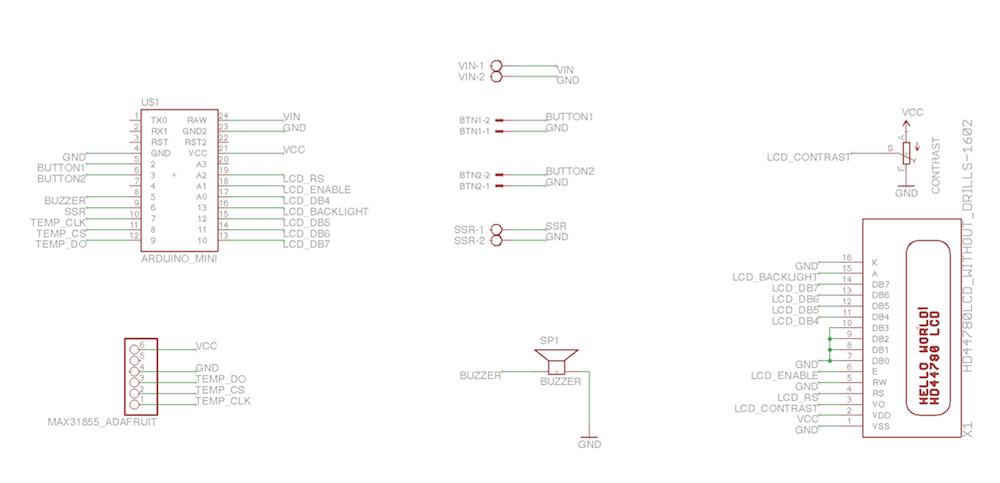 US1
1 TX0 RAW 24 VIN
2 RX1 GND2 23 GND
3 RST RST2 22
GND 4 GND VCC 21 VCC
BUTTON1 5 2 A3 20
BUTTON2 6 3 A2 19 LCD_RS
7 4 A1 18 LCD_ENABLE
BUZZER 8 5 A0 17 LCD_DB4
SSR 9 6 13 16 LCD_BACKLIGHT
TEMP_CLK 10 7 12 15 LCD_DB5
TEMP_CS 11 8 11 14 LCD_DB6
TEMP_DO 12 9 10 13 LCD_DB7
ARDUINO_MINI
6 VCC
5
4 GND
3 TEMP_DO
2 TEMP_CS
1 TEMP_CLK
MAX31855_ADAFRUIT
VIN-1 VIN
VIN-2 GND
BTN1-2 BUTTON1
BTN1-1 GND
BTN2-2 BUTTON2
BTN2-1 GND
SSR-1 SSR
SSR-2 GND
SP1
BUZZER
BUZZER
GND
VCC
A
LCD_CONTRAST S
E
GND
CONTRAST
HD44780LCD_WITHOUT_DRILLS-1602
GND 16 K
LCD_BACKLIGHT 15 A
LCD_DB7 14 DB7
LCD_DB6 13 DB6
LCD_DB5 12 DB5
LCD_DB4 11 DB4
10 DB3
9 DB2
8 DB1
GND 7 DB0
LCD_ENABLE 6 E
GND 5 RW
LCD_RS 4 RS
LCD_CONTRAST 3 VO
VCC 2 VDD
GND 1 VSS
HELLO WORLD!
HD44780 LCD
X1